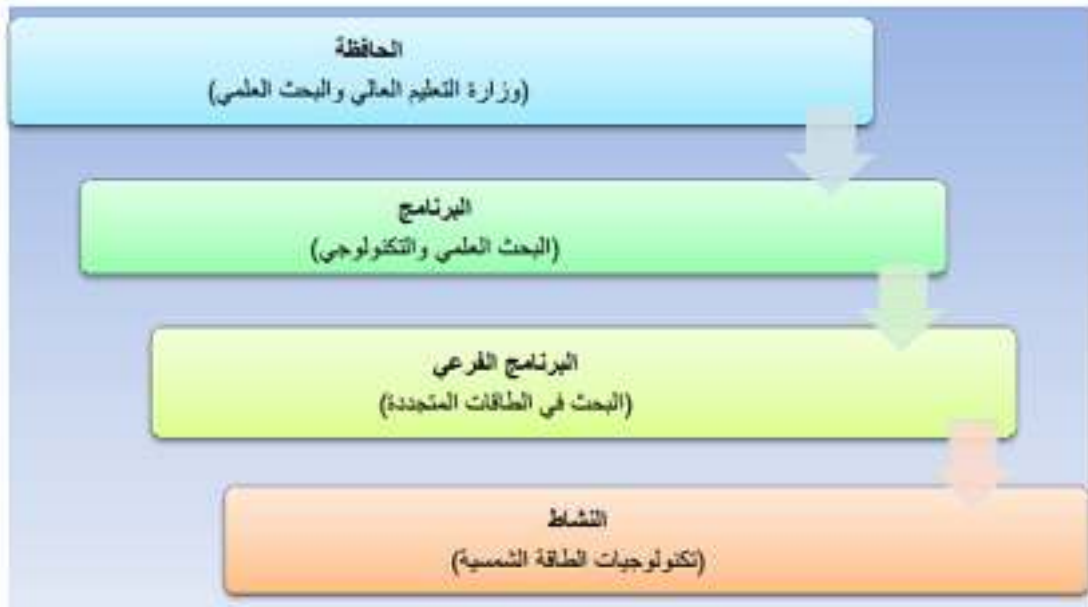 الحافظة
(وزارة التعليم العالي والبحث العلمي)
البرنامج
(البحث العلمي والتكنولوجي)
البرنامج الفرعي
(البحث في الطاقات المتجددة)
النشاط
(تكنولوجيات الطاقة الشمسية)